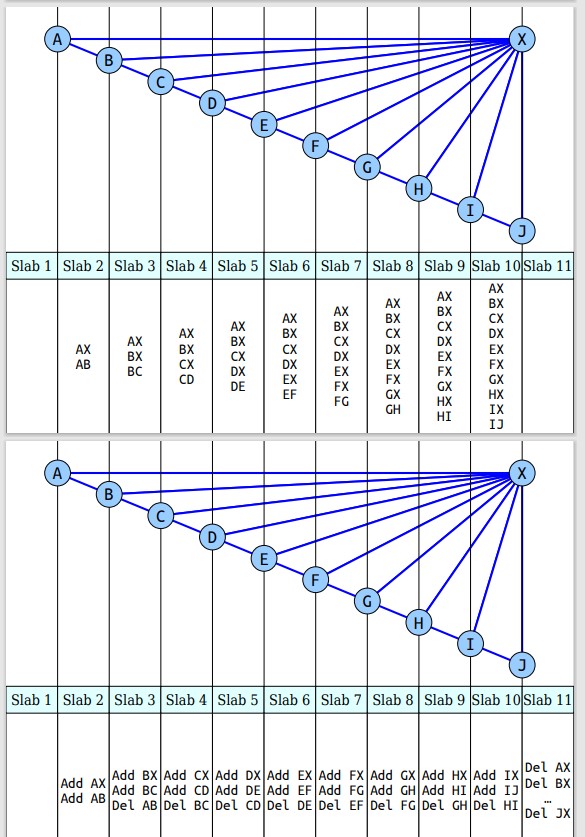 A
X
B
C
D
E
F
G
H
I
J
Slab 1 Slab 2 Slab 3 Slab 4 Slab 5 Slab 6 Slab 7 Slab 8 Slab 9 Slab 10 Slab 11
AX
AB
AX
BX
BC
AX
BX
CX
CD
AX
BX
CX
DX
DE
AX
BX
CX
DX
EX
EF
AX
BX
CX
DX
EX
FX
FG
AX
BX
CX
DX
EX
FX
GX
GH
AX
BX
CX
DX
EX
FX
GX
HX
HI
AX
BX
CX
DX
EX
FX
GX
HX
IX
IJ
A
X
B
C
D
E
F
G
H
I
J
Slab 1 Slab 2 Slab 3 Slab 4 Slab 5 Slab 6 Slab 7 Slab 8 Slab 9 Slab 10 Slab 11
Add AX
Add AB
Add BX
Add BC
Del AB
Add CX
Add CD
Del BC
Add DX
Add DE
Del CD
Add EX
Add EF
Del DE
Add FX
Add FG
Del EF
Add GX
Add GH
Del FG
Add HX
Add HI
Del GH
Add IX
Add IJ
Del HI
Del AX
Del BX
…
Del JX